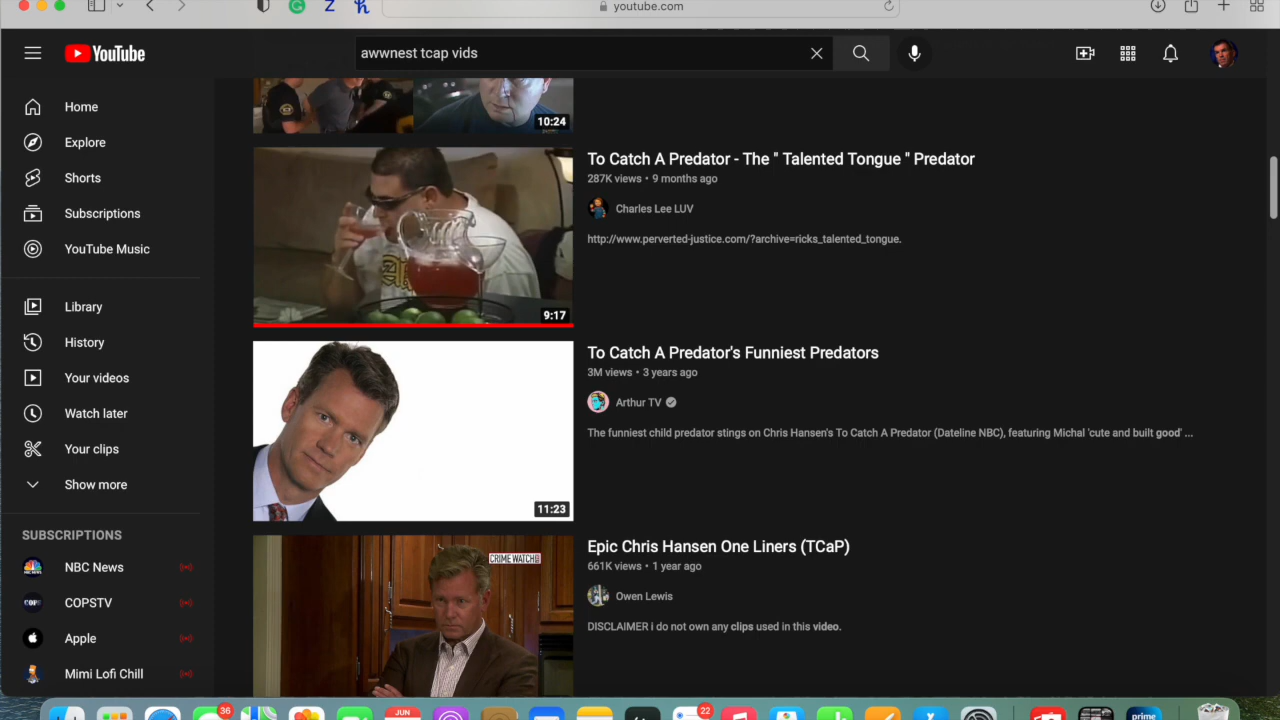 youtube.com
YouTube
awwnest tcap vids
Home
Explore
Shorts
Subscriptions
YouTube Music
Library
History
Your videos
Watch later
Your clips
Show more
SUBSCRIPTIONS
NBC News
COPSTV
Apple
Mimi Lofi Chill
10:24
To Catch A Predator - The " Talented Tongue " Predator
287K views • 9 months ago
Charles Lee LUV
http://www.perverted-justice.com/?archive=ricks_talented_tongue.
9:17
To Catch A Predator's Funniest Predators
3M views • 3 years ago
Arthur TV
The funniest child predator stings on Chris Hansen's To Catch A Predator (Dateline NBC), featuring Michal 'cute and built good' ...
11:23
CRIME WATCH
Epic Chris Hansen One Liners (TCaP)
661K views • 1 year ago
Owen Lewis
DISCLAIMER i do not own any clips used in this video.
36
JUN
22
prime